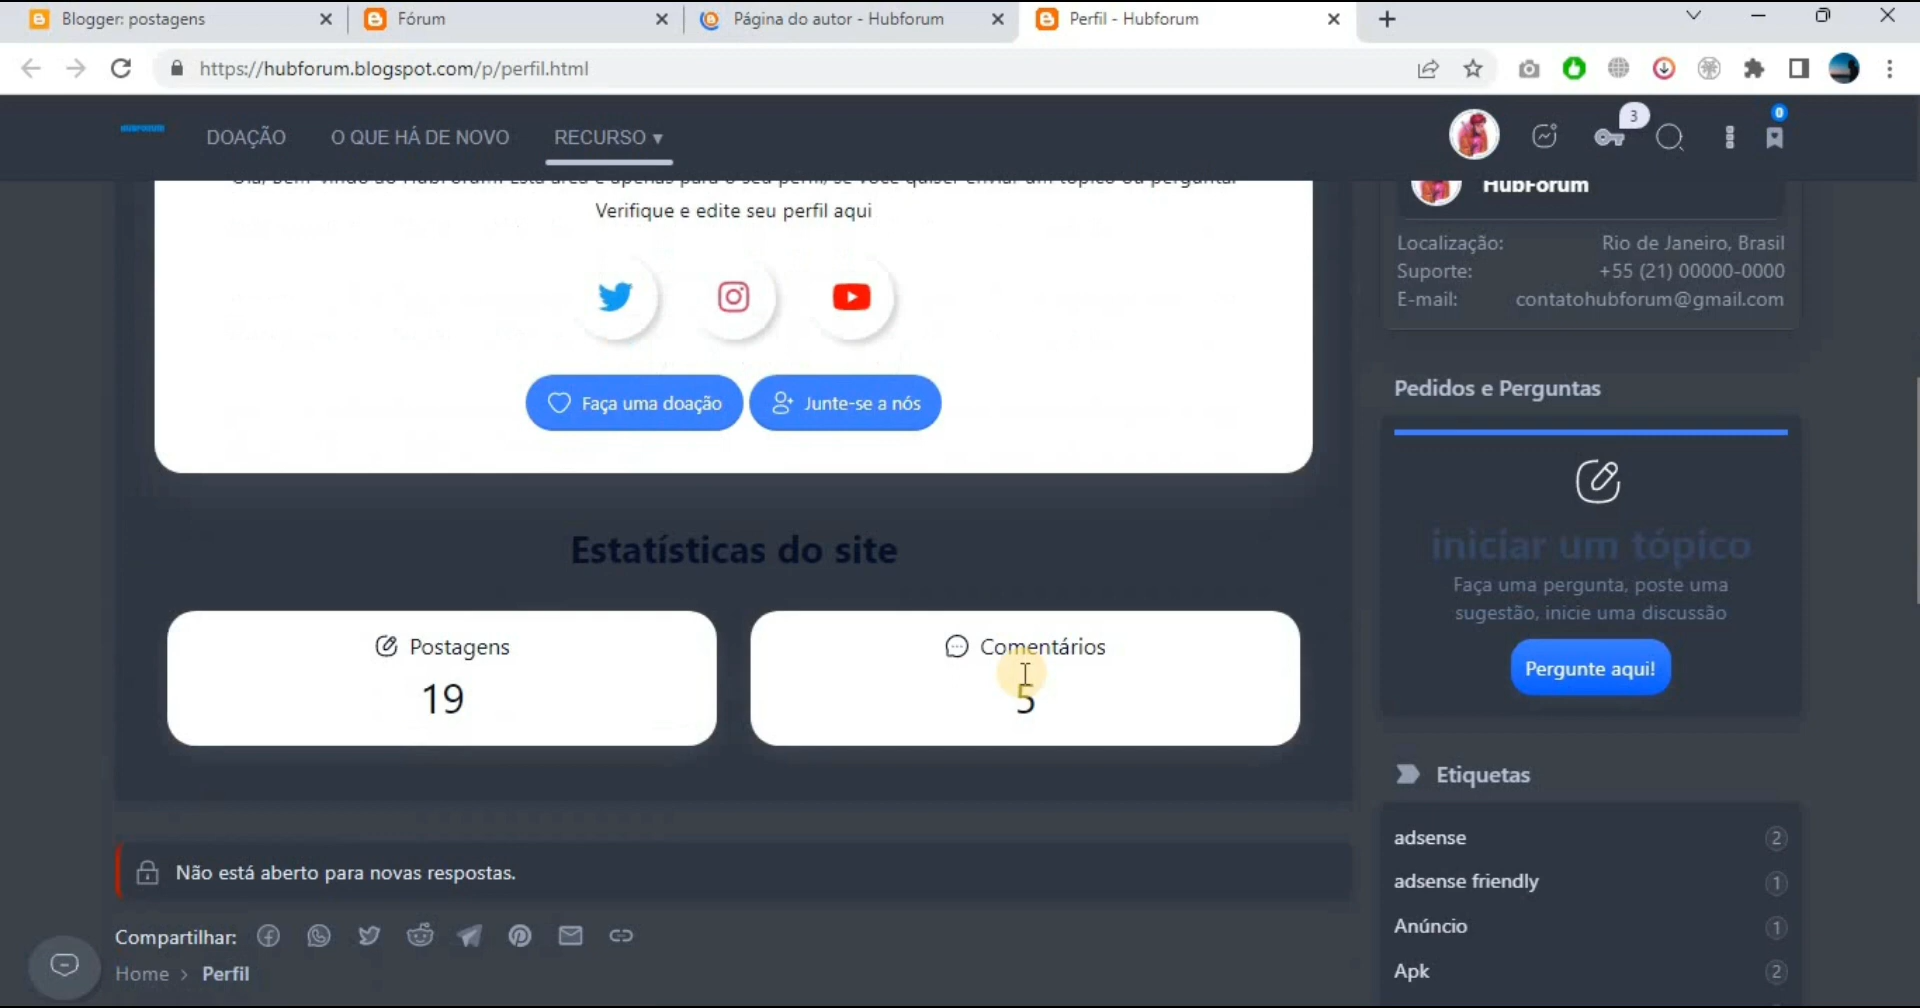 Blogger: postagens
Fórum
Página do autor - Hubforum
Perfil - Hubforum
https://hubforum.blogspot.com/p/perfil.html
HUBFORUM
DOAÇÃO
O QUE HÁ DE NOVO
RECURSO ▾
3
0
Verifique e edite seu perfil aqui
Faça uma doação
Junte-se a nós
Estatísticas do site
Postagens
19
Comentários
5
Não está aberto para novas respostas.
Compartilhar:
Home > Perfil
HubForum
Localização: Rio de Janeiro, Brasil
Suporte: +55 (21) 00000-0000
E-mail: contatohubforum@gmail.com
Pedidos e Perguntas
iniciar um tópico
Faça uma pergunta, poste uma
sugestão, inicie uma discussão
Pergunte aqui!
Etiquetas
adsense 2
adsense friendly 1
Anúncio 1
Apk 2